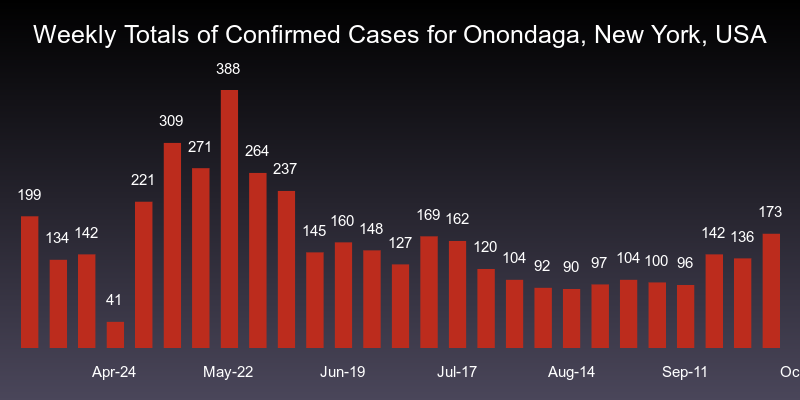 Weekly Totals of Confirmed Cases for Onondaga, New York, USA
199 134 142 41 221 309 271 388 264 237 145 160 148 127 169 162 120 104 92 90 97 104 100 96 142 136 173
Apr-24 May-22 Jun-19 Jul-17 Aug-14 Sep-11 Oc